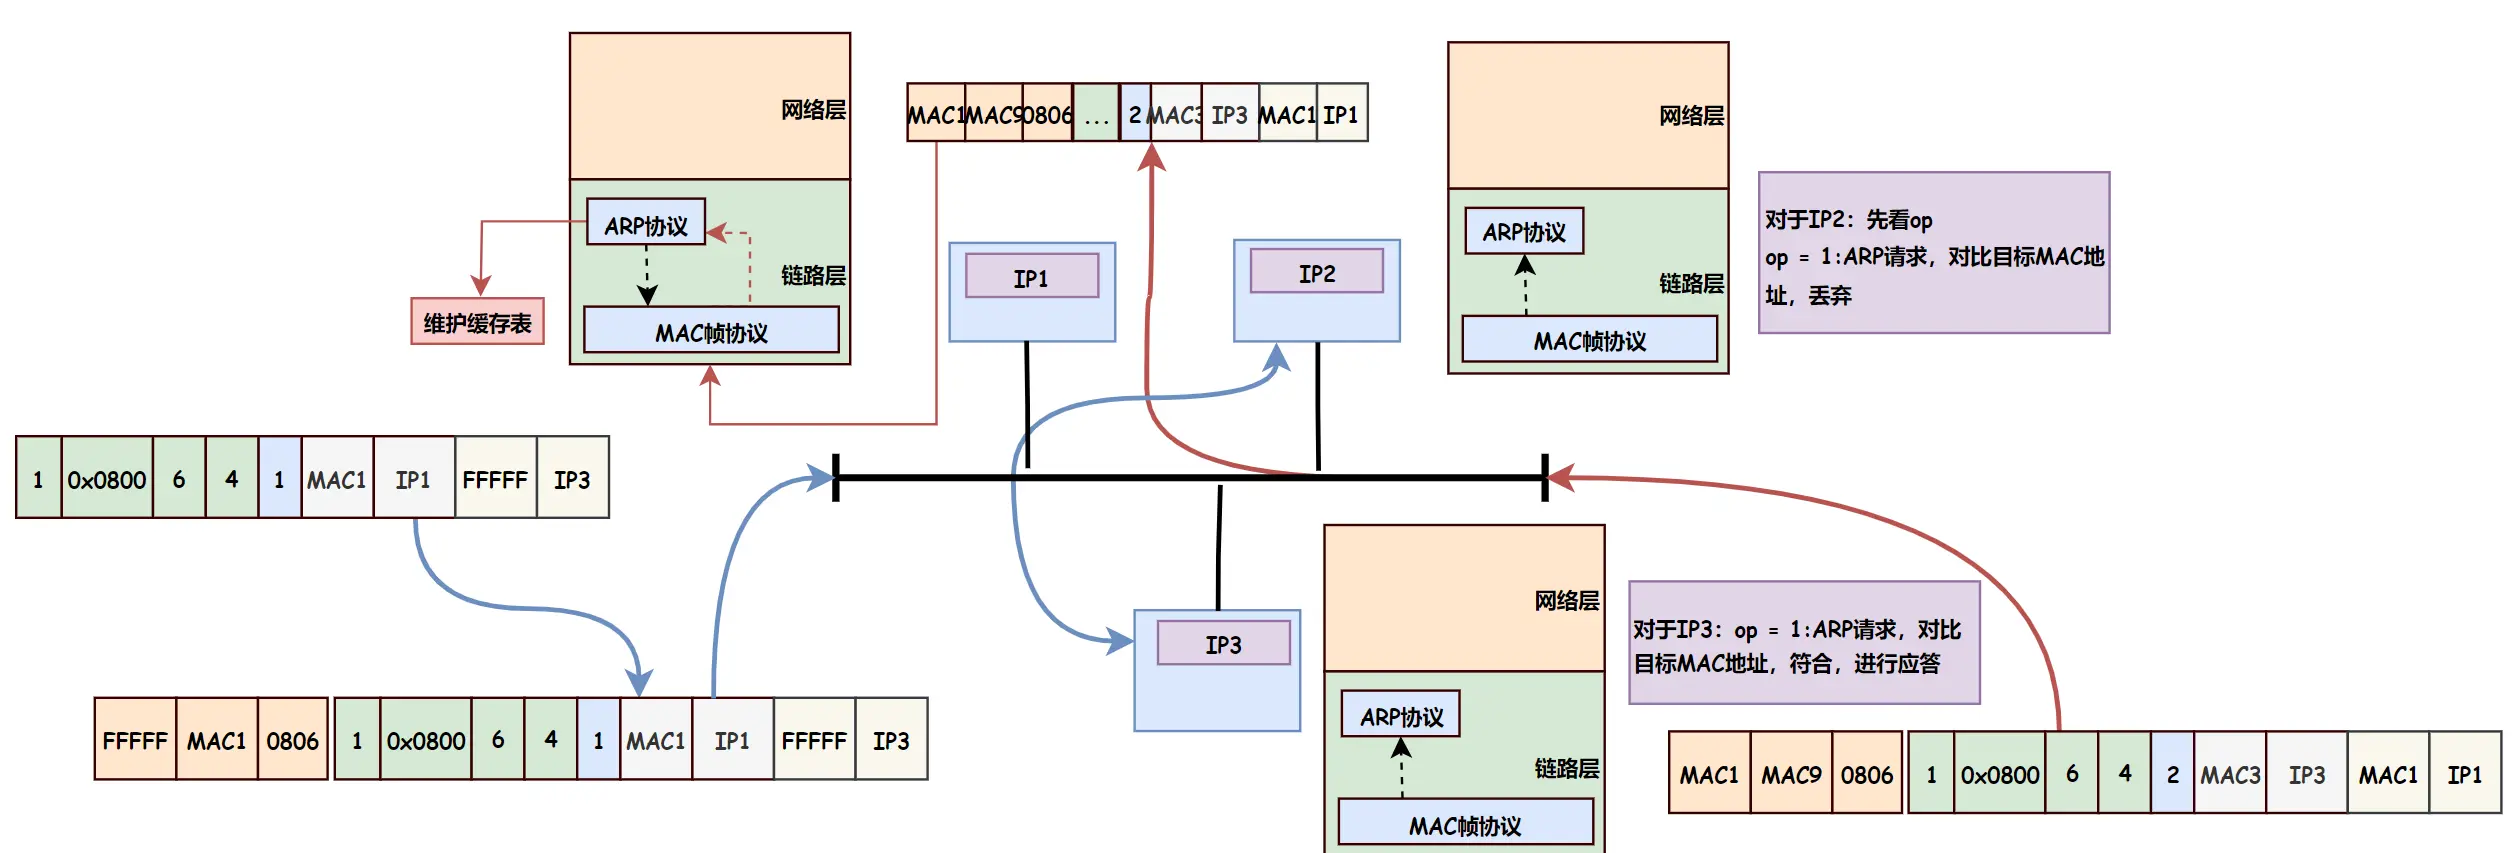 网络层
MAC1 MAC9 0806 ... 2 MAC3 IP3 MAC1 IP1
网络层
ARP协议
链路层
MAC帧协议
维护缓存表
IP1
IP2
ARP协议
链路层
MAC帧协议
对于IP2：先看op
op = 1:ARP请求，对比目标MAC地
址，丢弃
1 0x0800 6 4 1 MAC1 IP1 FFFFF IP3
IP3
网络层
对于IP3：op = 1:ARP请求，对比
目标MAC地址，符合，进行应答
ARP协议
链路层
MAC帧协议
FFFFF MAC1 0806 1 0x0800 6 4 1 MAC1 IP1 FFFFF IP3
MAC1 MAC9 0806 1 0x0800 6 4 2 MAC3 IP3 MAC1 IP1